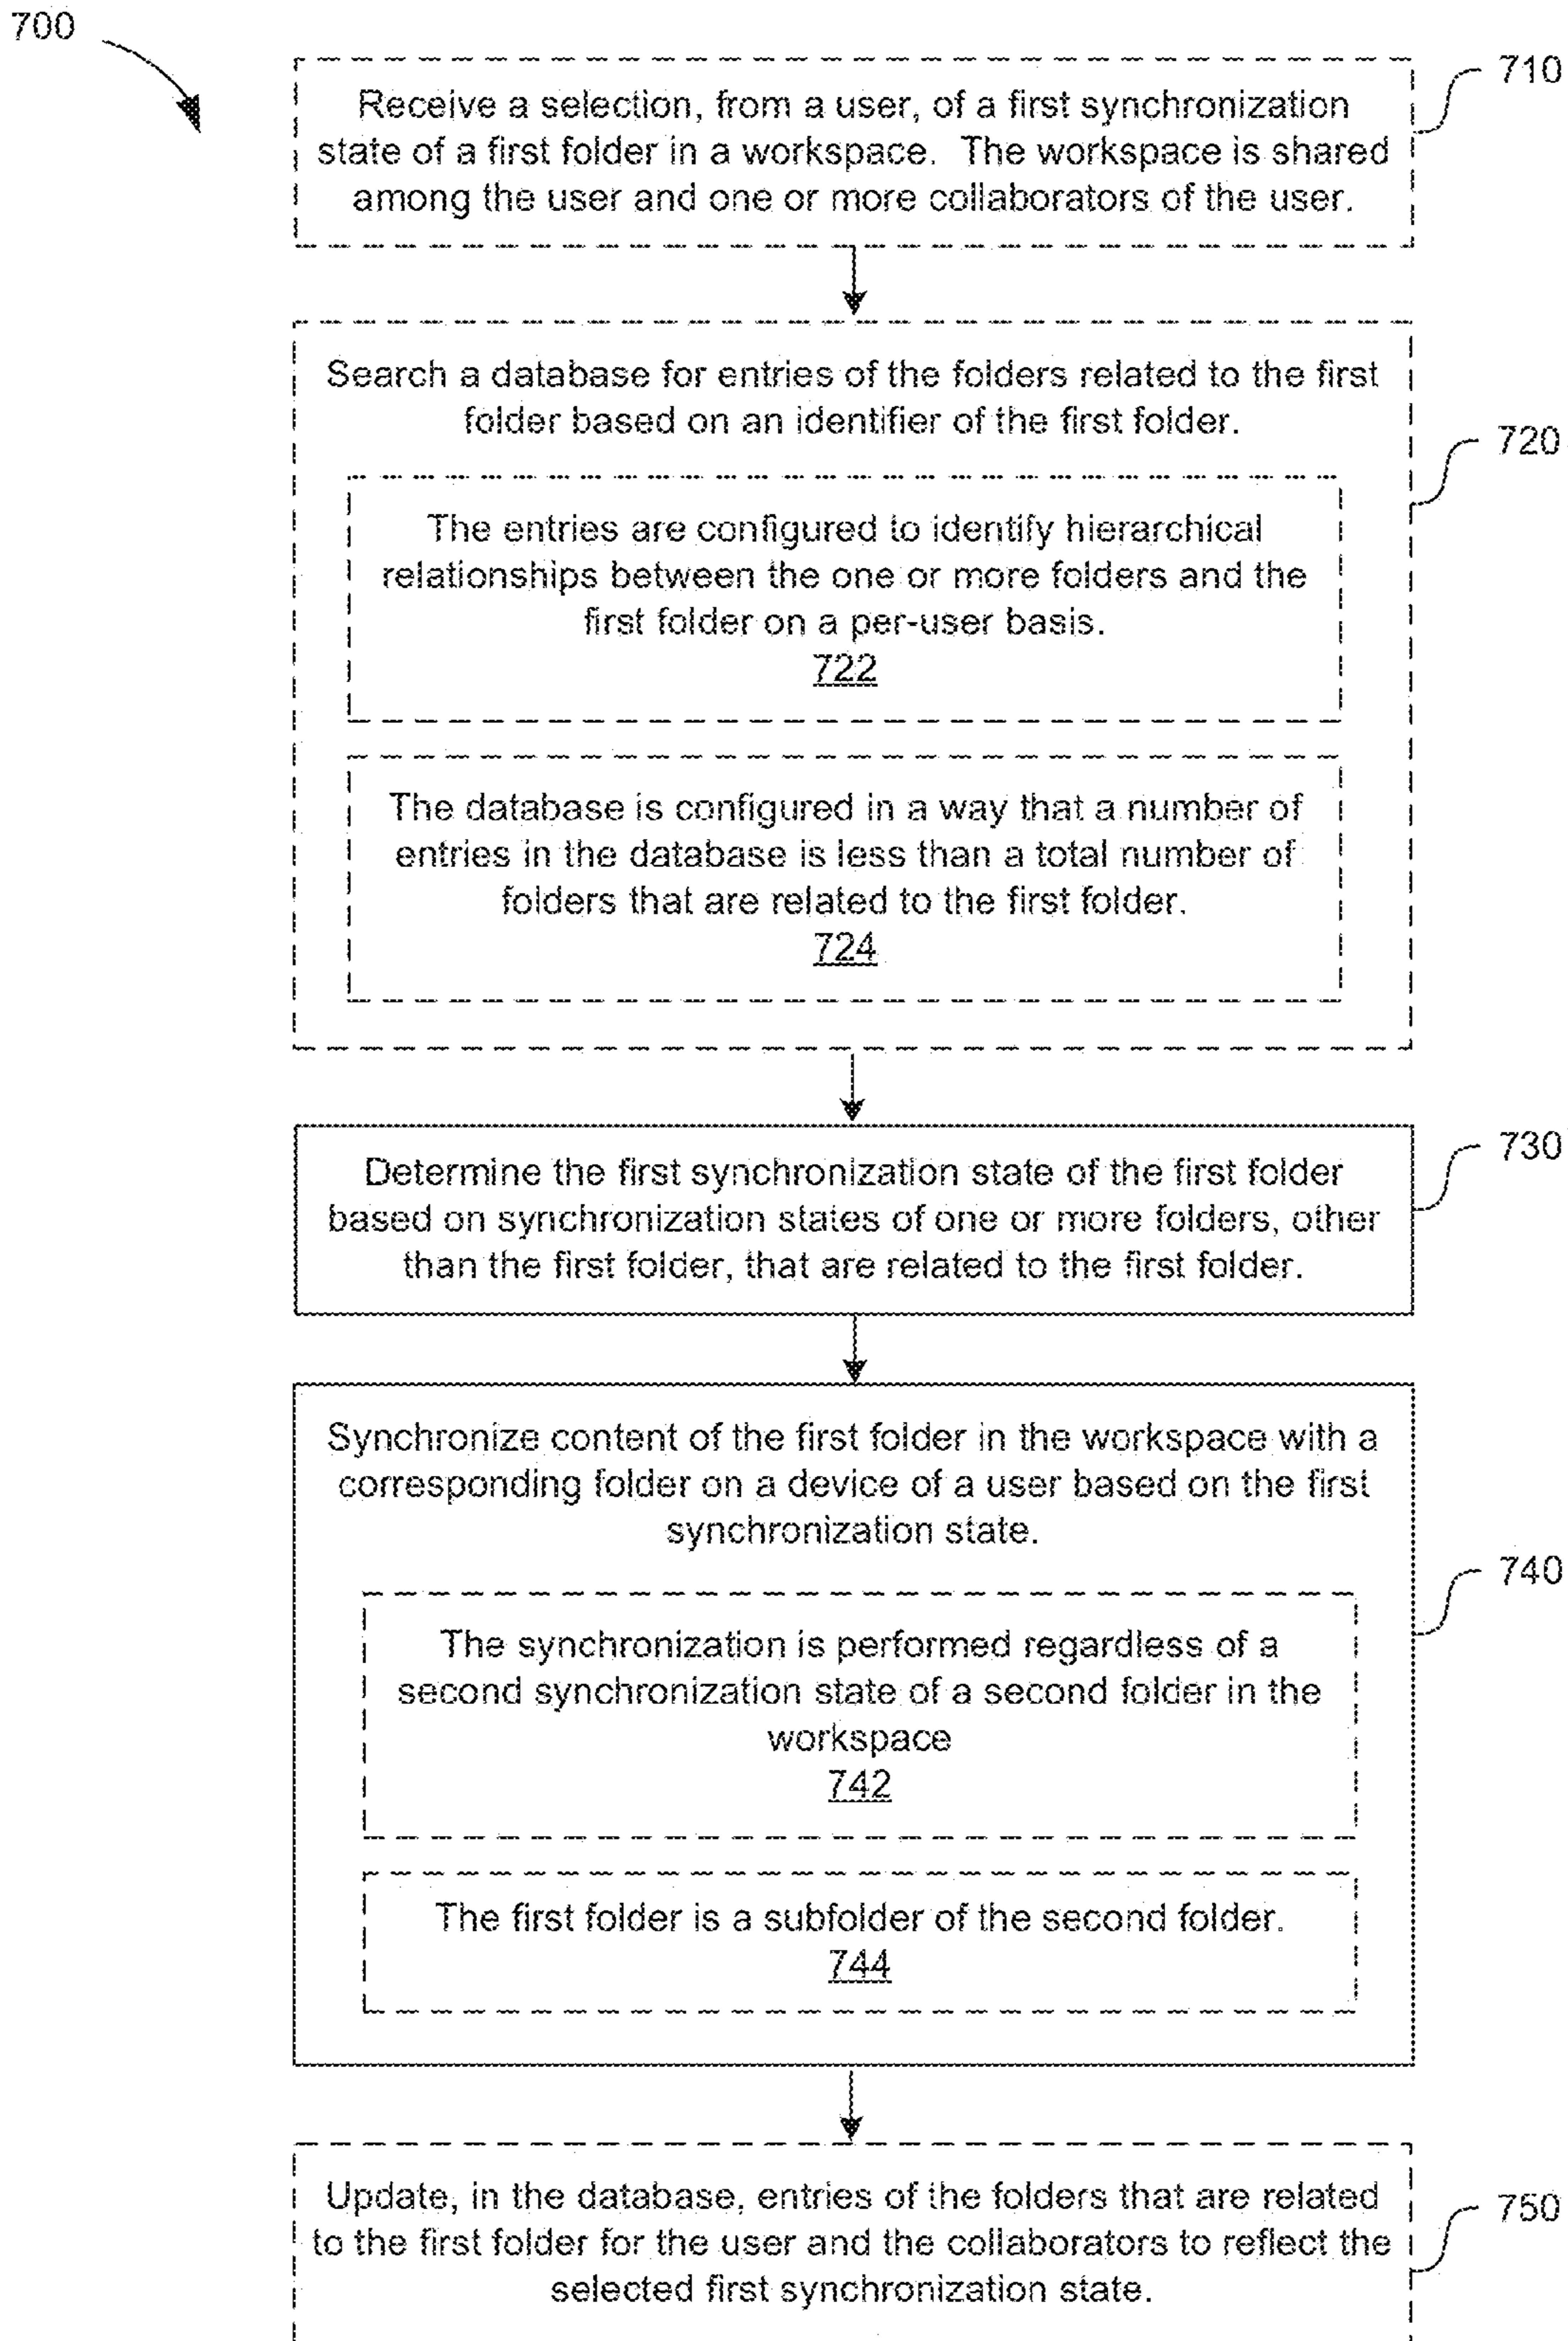 700
710
Receive a selection, from a user, of a first synchronization
state of a first folder in a workspace. The workspace is shared
among the user and one or more collaborators of the user.
Search a database for entries of the folders related to the first
folder based on an identifier of the first folder.
720
The entries are configured to identify hierarchical
relationships between the one or more folders and the
first folder on a per-user basis.
722
The database is configured in a way that a number of
entries in the database is less than a total number of
folders that are related to the first folder.
724
730
Determine the first synchronization state of the first folder
based on synchronization states of one or more folders, other
than the first folder, that are related to the first folder.
Synchronize content of the first folder in the workspace with a
corresponding folder on a device of a user based on the first
synchronization state.
740
The synchronization is performed regardless of a
second synchronization state of a second folder in the
workspace
742
The first folder is a subfolder of the second folder.
744
750
Update, in the database, entries of the folders that are related
to the first folder for the user and the collaborators to reflect the
selected first synchronization state.